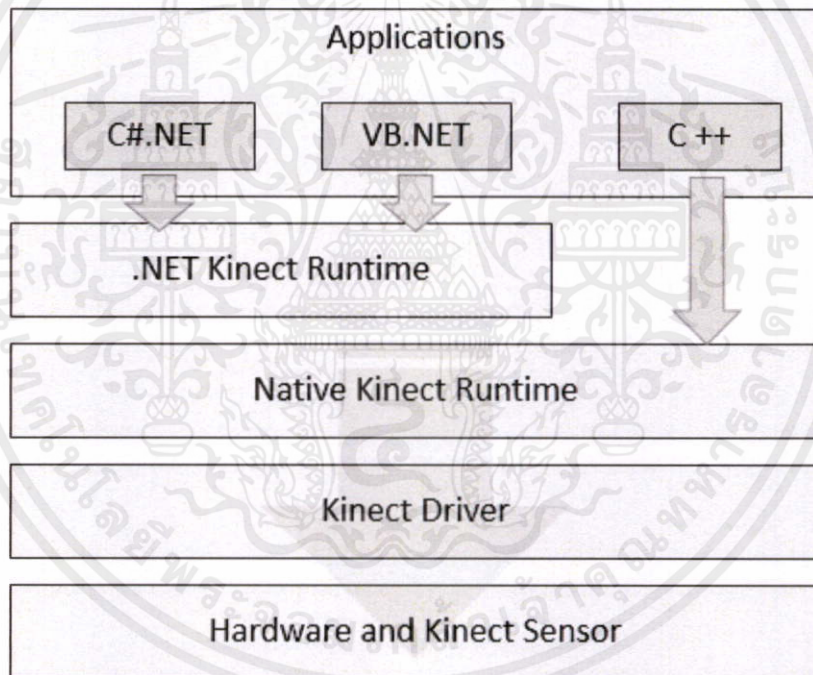 Applications
C#.NET VB.NET C ++
.NET Kinect Runtime
Native Kinect Runtime
Kinect Driver
Hardware and Kinect Sensor